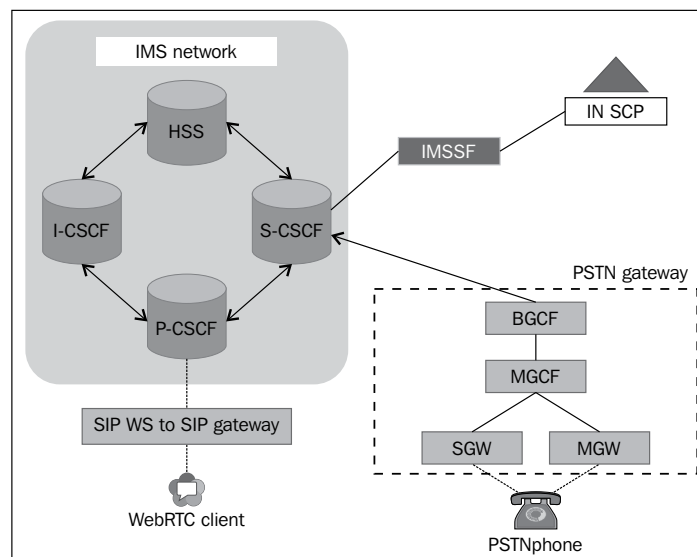 IMS network
HSS
I-CSCF
S-CSCF
P-CSCF
IMSSF
IN SCP
PSTN gateway
BGCF
MGCF
SGW
MGW
PSTNphone
SIP WS to SIP gateway
WebRTC client